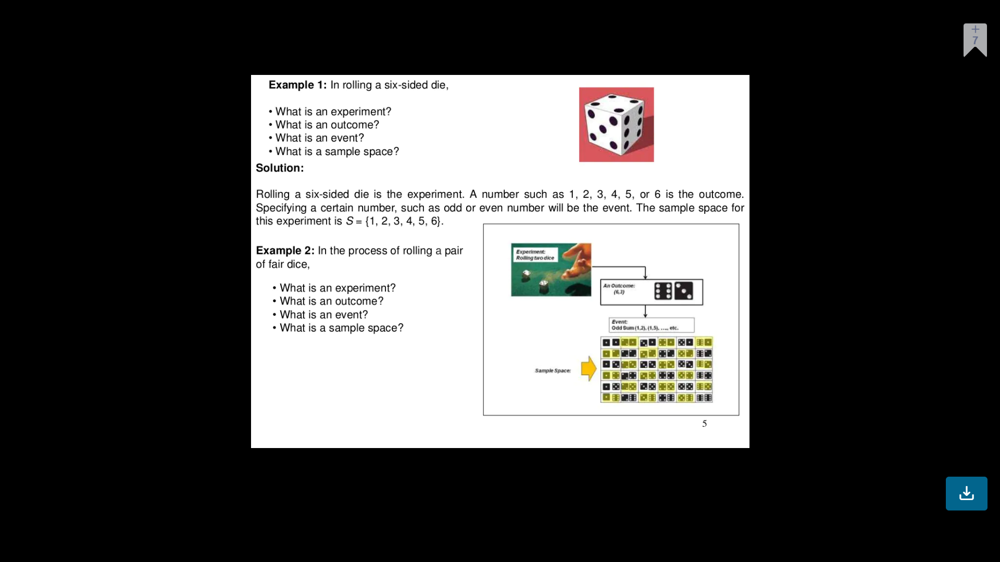 +
7
Example 1: In rolling a six-sided die,
• What is an experiment?
• What is an outcome?
• What is an event?
• What is a sample space?
Solution:
Rolling a six-sided die is the experiment. A number such as 1, 2, 3, 4, 5, or 6 is the outcome.
Specifying a certain number, such as odd or even number will be the event. The sample space for
this experiment is S = {1, 2, 3, 4, 5, 6}.
Example 2: In the process of rolling a pair
of fair dice,
• What is an experiment?
• What is an outcome?
• What is an event?
• What is a sample space?
Experiment:
Rolling two dice
An Outcome:
(6,3)
Event:
Odd Sum (1,2), (1,5), ...., etc.
Sample Space:
5